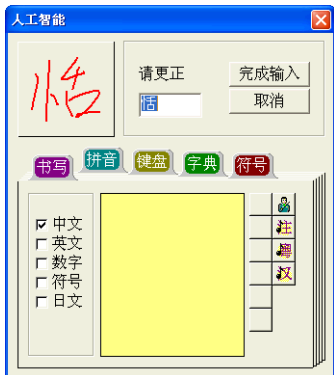 人工智能
恬
请更正
恬
完成输入
取消
书写 拼音 键盘 字典 符号
中文
英文
数字
符号
日文
注
粤
汉